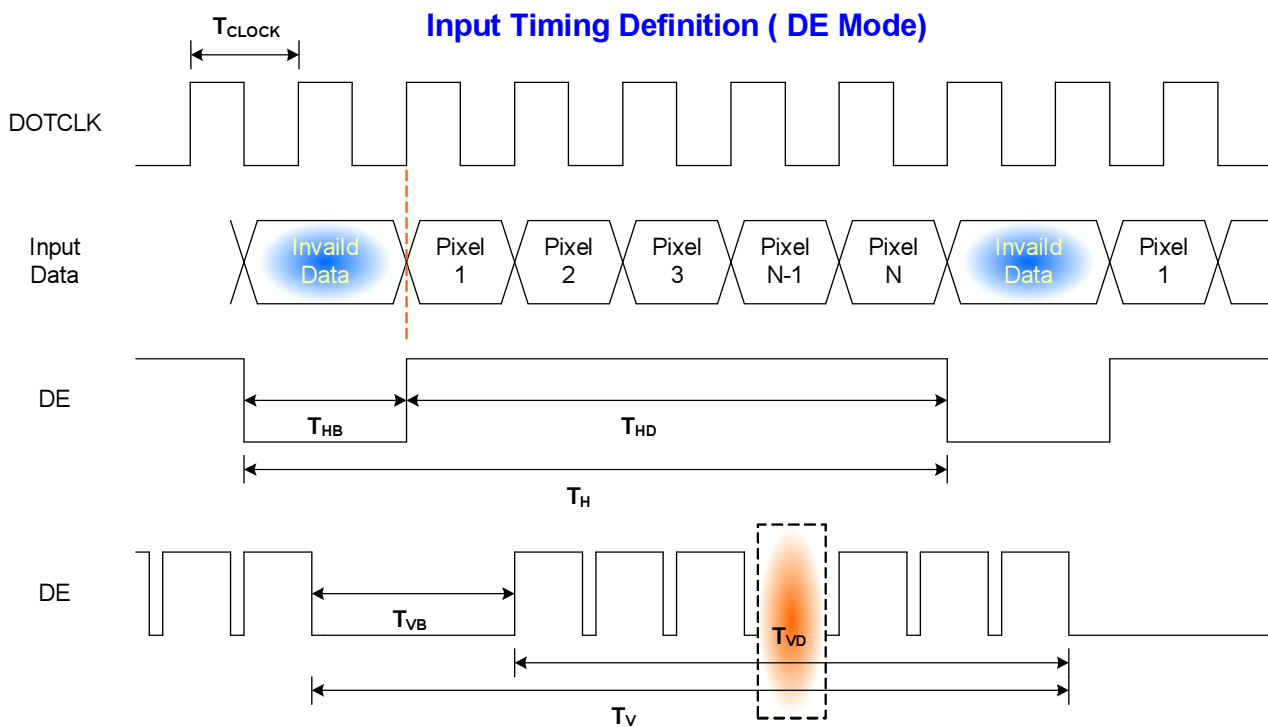 Input Timing Definition ( DE Mode)
TCLOCK
DOTCLK
Input
Data
Invaild
Data
Pixel
1
Pixel
2
Pixel
3
Pixel
N-1
Pixel
N
Invaild
Data
Pixel
1
DE
THB
THD
TH
DE
TVB
TVD
TV